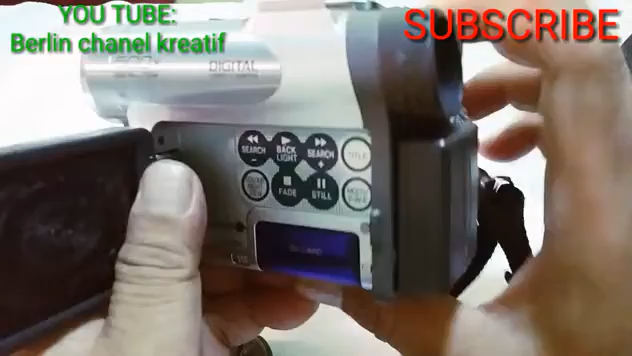 YOU TUBE:
Berlin chanel kreatif
SUBSCRIBE
DIGITAL
SEARCH
-
BACK
LIGHT
SEARCH
+
TITLE
FADE
STILL